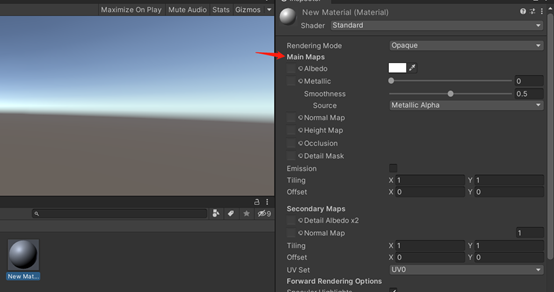 Maximize On Play Mute Audio Stats Gizmos
9
New Mat...
New Material (Material)
Shader Standard
Rendering Mode Opaque
Main Maps
Albedo
Metallic 0
Smoothness 0.5
Source Metallic Alpha
Normal Map
Height Map
Occlusion
Detail Mask
Emission
Tiling X 1 Y 1
Offset X 0 Y 0
Secondary Maps
Detail Albedo x2
Normal Map 1
Tiling X 1 Y 1
Offset X 0 Y 0
UV Set UV0
Forward Rendering Options